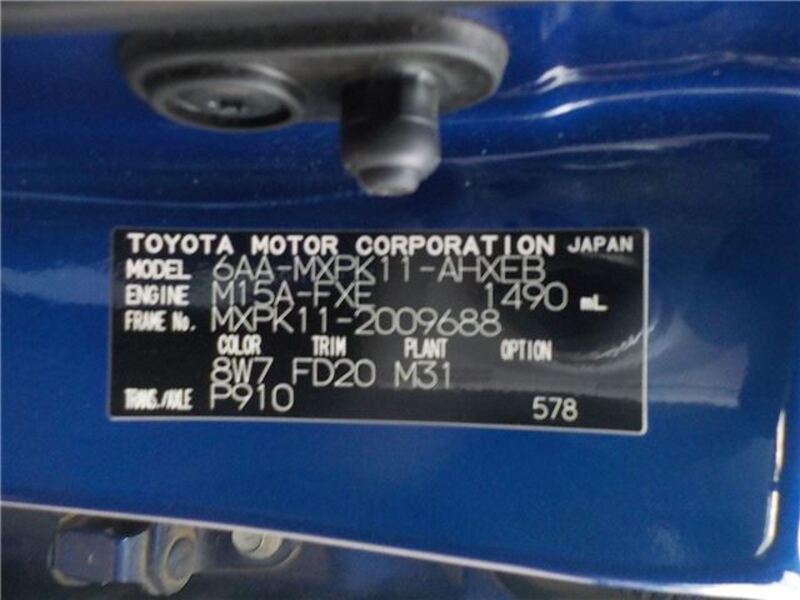 TOYOTA MOTOR CORPORATION JAPAN
MODEL 6AA-MXPK11-AHXEB
ENGINE M15A-FXE 1490 mL
FRAME No. MXPK11-2009688
COLOR TRIM PLANT OPTION
8W7 FD20 M31
TRANS./AXLE P910 578